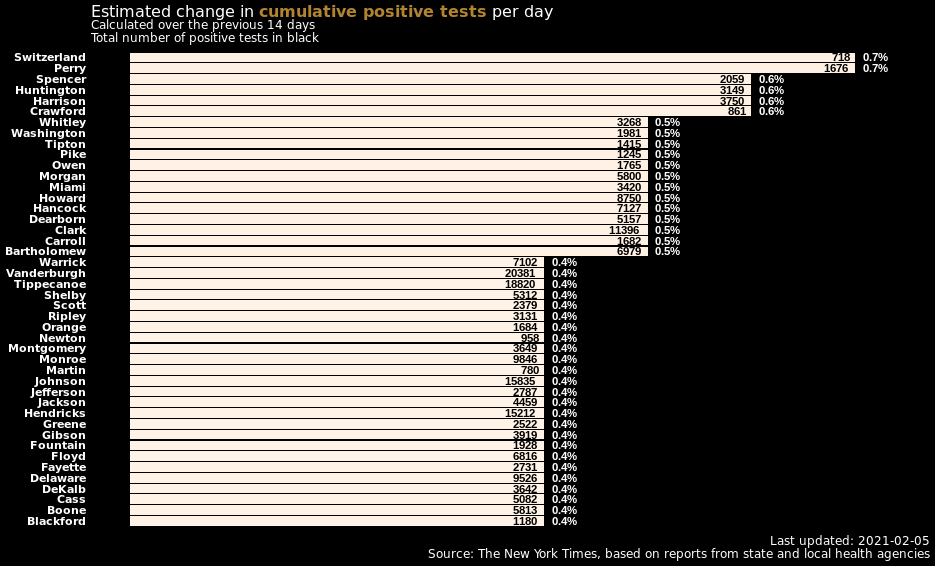 Estimated change in cumulative positive tests per day
Calculated over the previous 14 days
Total number of positive tests in black
Switzerland 718 0.7%
Perry 1676 0.7%
Spencer 2059 0.6%
Huntington 3149 0.6%
Harrison 3750 0.6%
Crawford 861 0.6%
Whitley 3268 0.5%
Washington 1981 0.5%
Tipton 1415 0.5%
Pike 1245 0.5%
Owen 1765 0.5%
Morgan 5800 0.5%
Miami 3420 0.5%
Howard 8750 0.5%
Hancock 7127 0.5%
Dearborn 5157 0.5%
Clark 11396 0.5%
Carroll 1682 0.5%
Bartholomew 6979 0.5%
Warrick 7102 0.4%
Vanderburgh 20381 0.4%
Tippecanoe 18820 0.4%
Shelby 5312 0.4%
Scott 2379 0.4%
Ripley 3131 0.4%
Orange 1684 0.4%
Newton 958 0.4%
Montgomery 3649 0.4%
Monroe 9846 0.4%
Martin 780 0.4%
Johnson 15835 0.4%
Jefferson 2787 0.4%
Jackson 4459 0.4%
Hendricks 15212 0.4%
Greene 2522 0.4%
Gibson 3919 0.4%
Fountain 1928 0.4%
Floyd 6816 0.4%
Fayette 2731 0.4%
Delaware 9526 0.4%
DeKalb 3642 0.4%
Cass 5082 0.4%
Boone 5813 0.4%
Blackford 1180 0.4%
Last updated: 2021-02-05
Source: The New York Times, based on reports from state and local health agencies